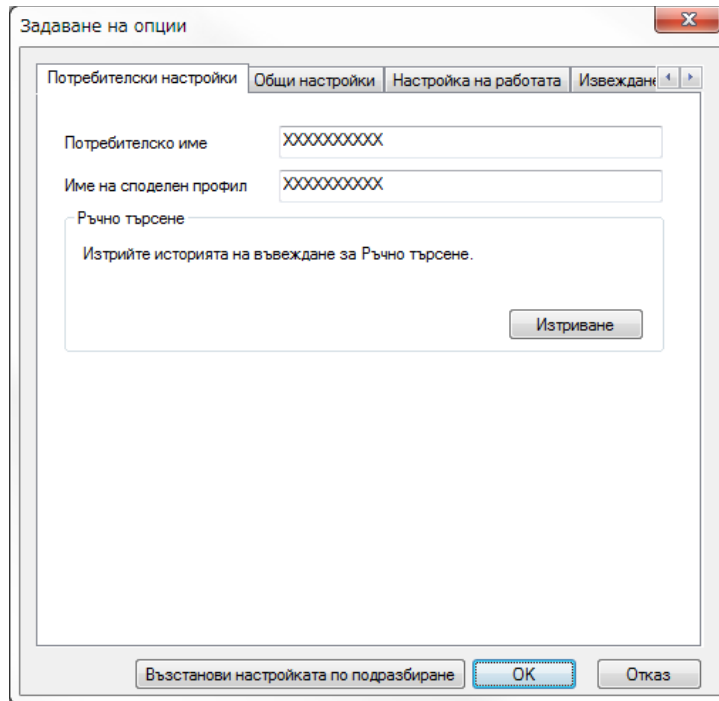 Задаване на опции
Потребителски настройки Общи настройки Настройка на работата Извеждане
Потребителско име XXXXXXXXXX
Име на споделен профил XXXXXXXXXX
Ръчно търсене
Изтрийте историята на въвеждане за Ръчно търсене.
Изтриване
Възстанови настройката по подразбиране OK Отказ